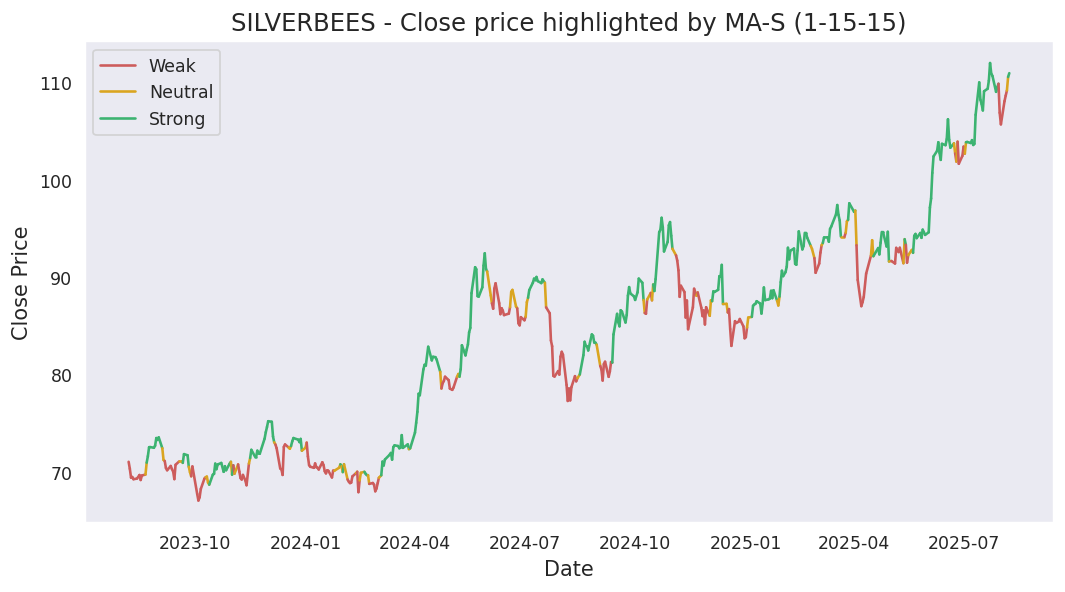 SILVERBEES - Close price highlighted by MA-S (1-15-15)
Weak
Neutral
Strong
Close Price
110
100
90
80
70
2023-10 2024-01 2024-04 2024-07 2024-10 2025-01 2025-04 2025-07
Date